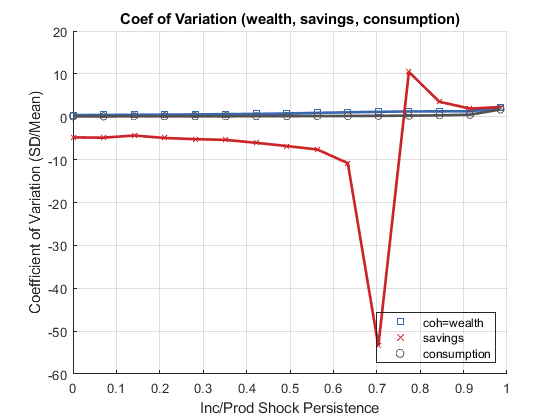 Coef of Variation (wealth, savings, consumption)
Coefficient of Variation (SD/Mean)
20
10
0
-10
-20
-30
-40
-50
-60
coh=wealth
savings
consumption
0 0.1 0.2 0.3 0.4 0.5 0.6 0.7 0.8 0.9 1
Inc/Prod Shock Persistence